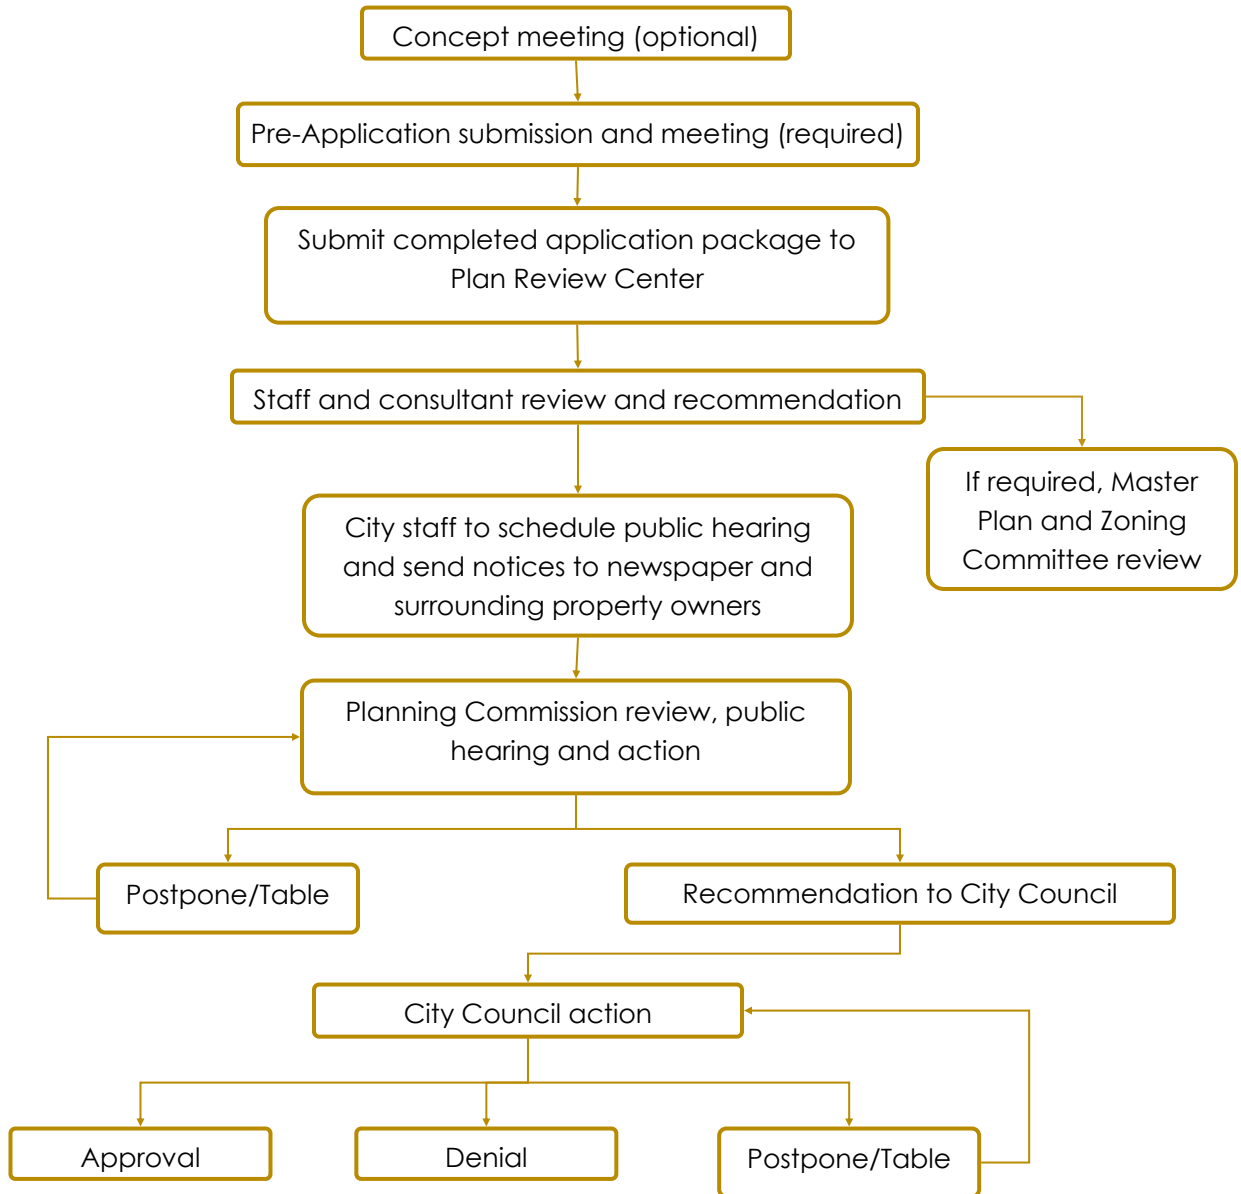 Concept meeting (optional)
Pre-Application submission and meeting (required)
Submit completed application package to
Plan Review Center
Staff and consultant review and recommendation
If required, Master
Plan and Zoning
Committee review
City staff to schedule public hearing
and send notices to newspaper and
surrounding property owners
Planning Commission review, public
hearing and action
Postpone/Table
Recommendation to City Council
City Council action
Approval
Denial
Postpone/Table